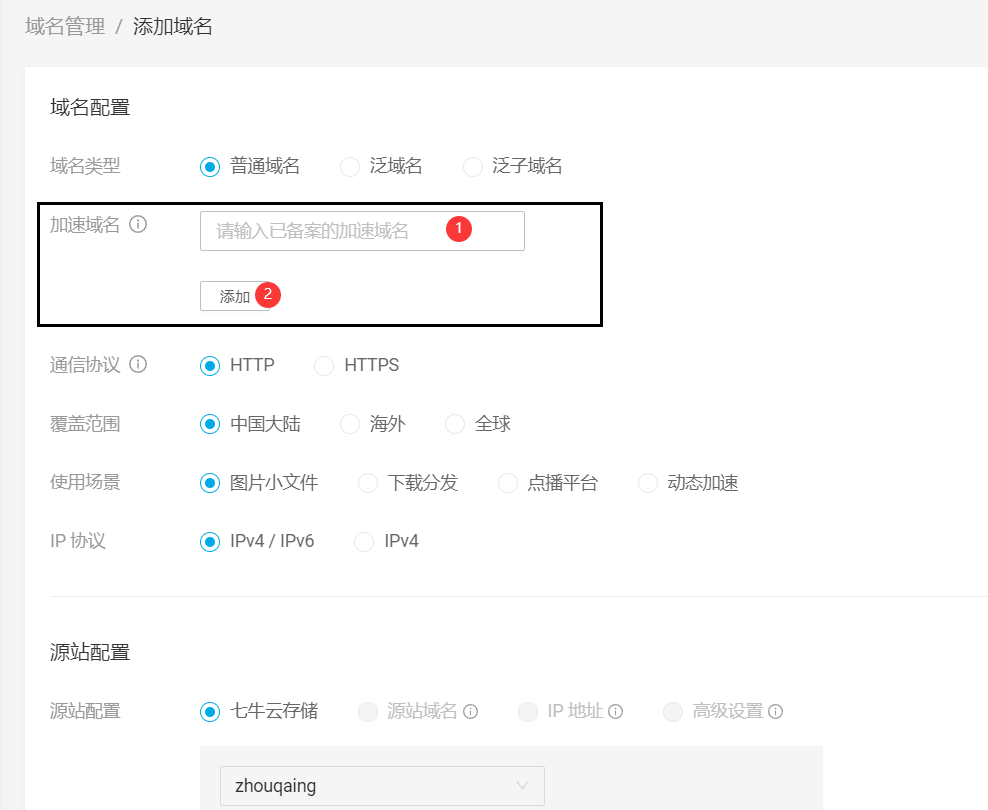 域名管理 / 添加域名
域名配置
域名类型 普通域名 泛域名 泛子域名
加速域名 请输入已备案的加速域名 1
添加 2
通信协议 HTTP HTTPS
覆盖范围 中国大陆 海外 全球
使用场景 图片小文件 下载分发 点播平台 动态加速
IP 协议 IPv4 / IPv6 IPv4
源站配置
源站配置 七牛云存储 源站域名 IP 地址 高级设置
zhouqaing